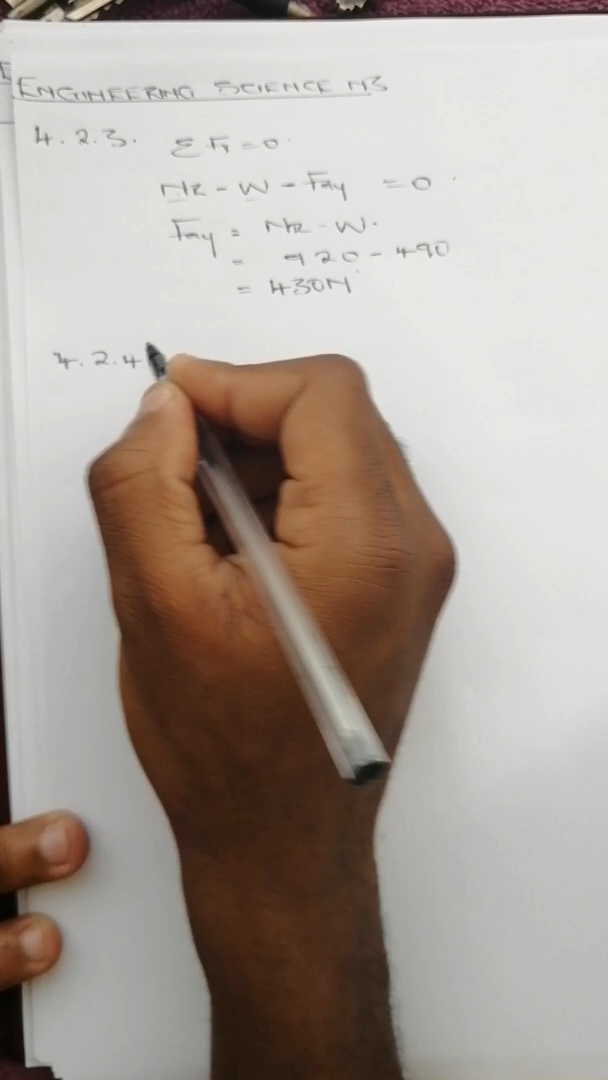 ENGINEERING SCIENCE N3
4.2.3. ΣFy = 0.
NR - W - Fay = 0.
Fay = NR - W.
= 920 - 490
= 430N
4.2.4